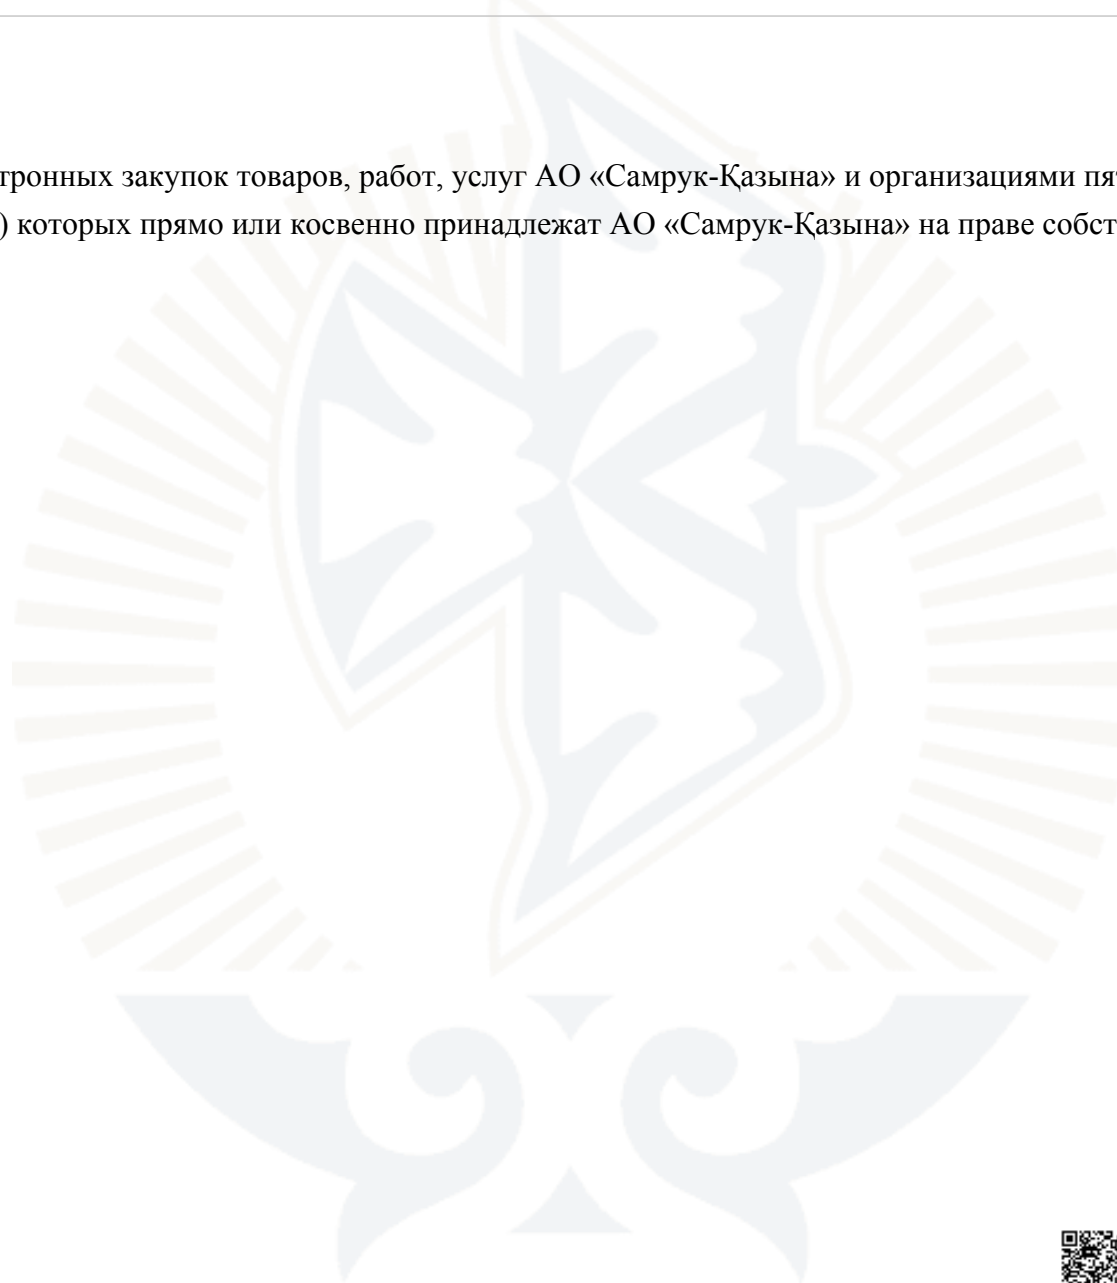 тронных закупок товаров, работ, услуг АО «Самрук-Қазына» и организациями пят
) которых прямо или косвенно принадлежат АО «Самрук-Қазына» на праве собст